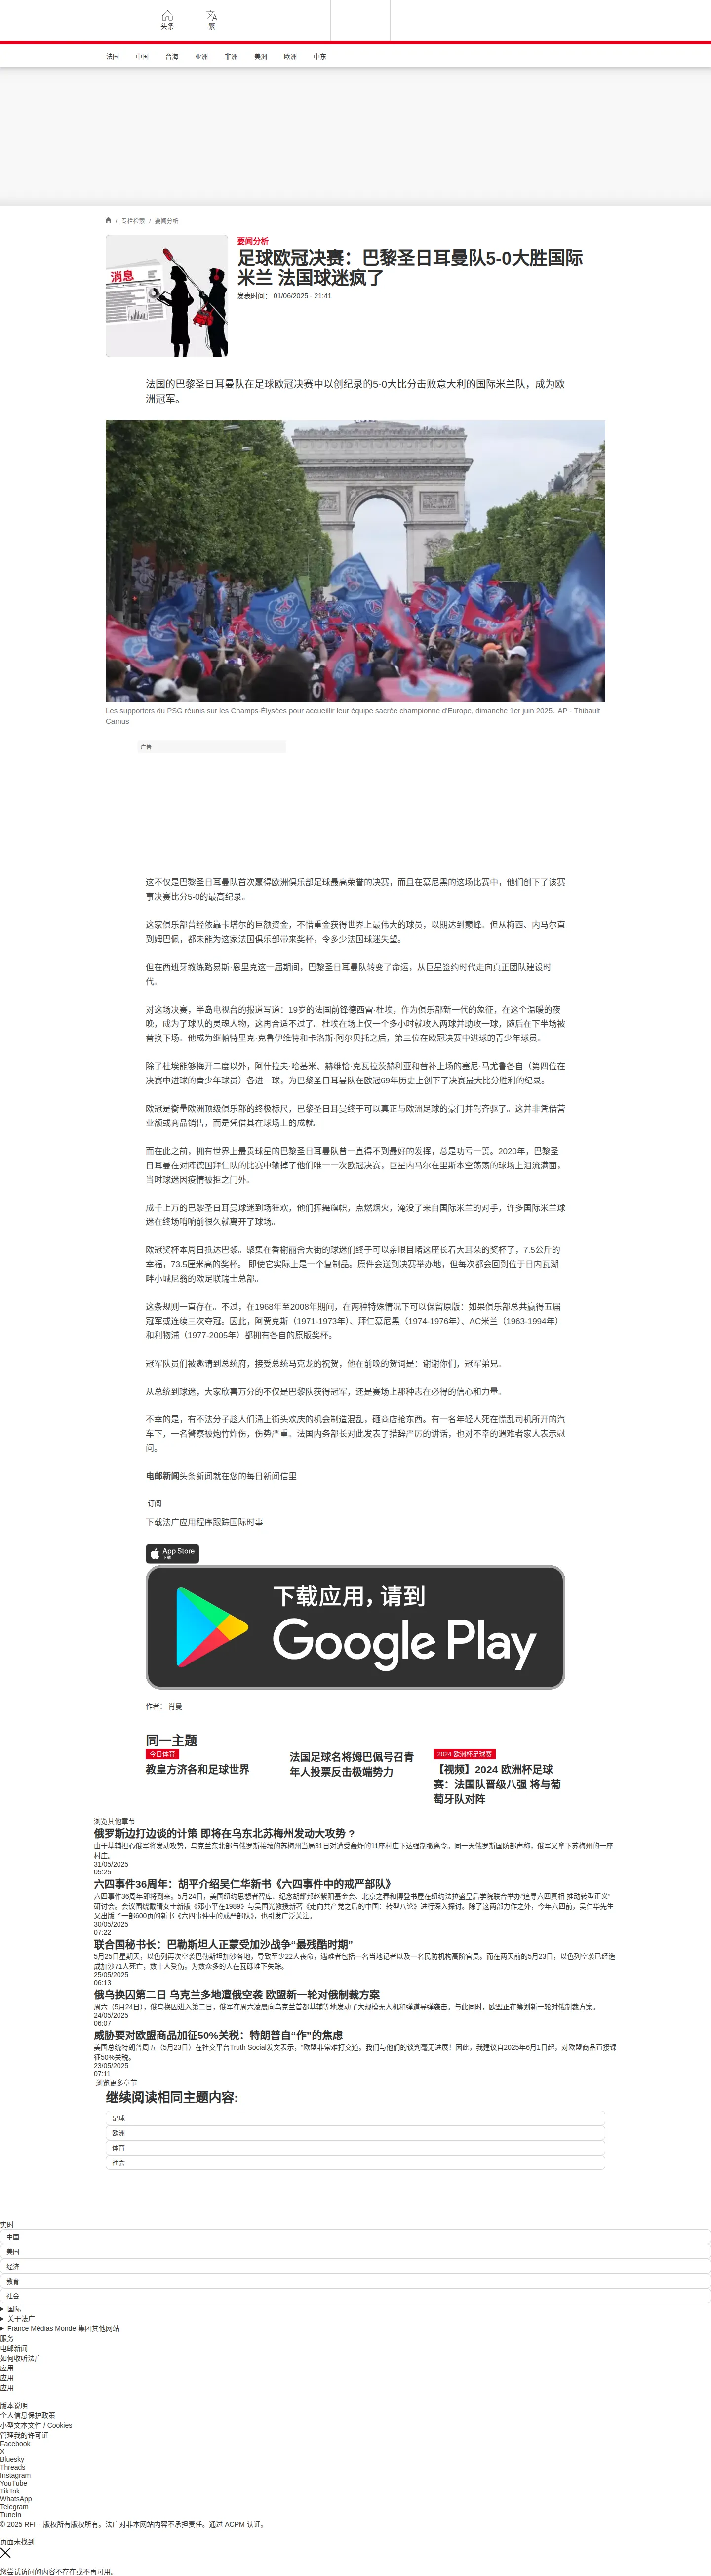 头条
繁
法国
中国
台海
亚洲
非洲
美洲
欧洲
中东
/ 专栏检索 / 要闻分析
消息
要闻分析
足球欧冠决赛：巴黎圣日耳曼队5-0大胜国际
米兰 法国球迷疯了
发表时间： 01/06/2025 - 21:41
法国的巴黎圣日耳曼队在足球欧冠决赛中以创纪录的5-0大比分击败意大利的国际米兰队，成为欧
洲冠军。
Les supporters du PSG réunis sur les Champs-Élysées pour accueillir leur équipe sacrée championne d'Europe, dimanche 1er juin 2025. AP - Thibault
Camus
广告
这不仅是巴黎圣日耳曼队首次赢得欧洲俱乐部足球最高荣誉的决赛，而且在慕尼黑的这场比赛中，他们创下了该赛
事决赛比分5-0的最高纪录。
这家俱乐部曾经依靠卡塔尔的巨额资金，不惜重金获得世界上最伟大的球员，以期达到巅峰。但从梅西、内马尔直
到姆巴佩，都未能为这家法国俱乐部带来奖杯，令多少法国球迷失望。
但在西班牙教练路易斯·恩里克这一届期间，巴黎圣日耳曼队转变了命运，从巨星签约时代走向真正团队建设时
代。
对这场决赛，半岛电视台的报道写道：19岁的法国前锋德西雷·杜埃，作为俱乐部新一代的象征，在这个温暖的夜
晚，成为了球队的灵魂人物，这再合适不过了。杜埃在场上仅一个多小时就攻入两球并助攻一球，随后在下半场被
替换下场。他成为继帕特里克·克鲁伊维特和卡洛斯·阿尔贝托之后，第三位在欧冠决赛中进球的青少年球员。
除了杜埃能够梅开二度以外，阿什拉夫·哈基米、赫维恰·克瓦拉茨赫利亚和替补上场的塞尼·马尤鲁各自（第四位在
决赛中进球的青少年球员）各进一球，为巴黎圣日耳曼队在欧冠69年历史上创下了决赛最大比分胜利的纪录。
欧冠是衡量欧洲顶级俱乐部的终极标尺，巴黎圣日耳曼终于可以真正与欧洲足球的豪门并驾齐驱了。这并非凭借营
业额或商品销售，而是凭借其在球场上的成就。
而在此之前，拥有世界上最贵球星的巴黎圣日耳曼队曾一直得不到最好的发挥，总是功亏一篑。2020年，巴黎圣
日耳曼在对阵德国拜仁队的比赛中输掉了他们唯一一次欧冠决赛，巨星内马尔在里斯本空荡荡的球场上泪流满面，
当时球迷因疫情被拒之门外。
成千上万的巴黎圣日耳曼球迷到场狂欢，他们挥舞旗帜，点燃烟火，淹没了来自国际米兰的对手，许多国际米兰球
迷在终场哨响前很久就离开了球场。
欧冠奖杯本周日抵达巴黎。聚集在香榭丽舍大街的球迷们终于可以亲眼目睹这座长着大耳朵的奖杯了，7.5公斤的
幸福，73.5厘米高的奖杯。 即使它实际上是一个复制品。原件会送到决赛举办地，但每次都会回到位于日内瓦湖
畔小城尼翁的欧足联瑞士总部。
这条规则一直存在。不过，在1968年至2008年期间，在两种特殊情况下可以保留原版：如果俱乐部总共赢得五届
冠军或连续三次夺冠。因此，阿贾克斯（1971-1973年）、拜仁慕尼黑（1974-1976年）、AC米兰（1963-1994年）
和利物浦（1977-2005年）都拥有各自的原版奖杯。
冠军队员们被邀请到总统府，接受总统马克龙的祝贺，他在前晚的贺词是：谢谢你们，冠军弟兄。
从总统到球迷，大家欣喜万分的不仅是巴黎队获得冠军，还是赛场上那种志在必得的信心和力量。
不幸的是，有不法分子趁人们涌上街头欢庆的机会制造混乱，砸商店抢东西。有一名年轻人死在慌乱司机所开的汽
车下，一名警察被炮竹炸伤，伤势严重。法国内务部长对此发表了措辞严厉的讲话，也对不幸的遇难者家人表示慰
问。
电邮新闻头条新闻就在您的每日新闻信里
订阅
下载法广应用程序跟踪国际时事
App Store
下载
下载应用，请到
Google Play
作者： 肖曼
同一主题
今日体育
教皇方济各和足球世界
法国足球名将姆巴佩号召青
年人投票反击极端势力
2024 欧洲杯足球赛
【视频】2024 欧洲杯足球
赛：法国队晋级八强 将与葡
萄牙队对阵
浏览其他章节
俄罗斯边打边谈的计策 即将在乌东北苏梅州发动大攻势 ?
由于基辅担心俄军将发动攻势，乌克兰东北部与俄罗斯接壤的苏梅州当局31日对遭受轰炸的11座村庄下达强制撤离令。同一天俄罗斯国防部声称，俄军又拿下苏梅州的一座
村庄。
31/05/2025
05:25
六四事件36周年：胡平介绍吴仁华新书《六四事件中的戒严部队》
六四事件36周年即将到来。5月24日，美国纽约思想者智库、纪念胡耀邦赵紫阳基金会、北京之春和博登书屋在纽约法拉盛皇后学院联合举办“追寻六四真相 推动转型正义”
研讨会。会议围绕戴晴女士新版《邓小平在1989》与吴国光教授新著《走向共产党之后的中国：转型八论》进行深入探讨。除了这两部力作之外，今年六四前，吴仁华先生
又出版了一部600页的新书《六四事件中的戒严部队》，也引发广泛关注。
30/05/2025
07:22
联合国秘书长：巴勒斯坦人正蒙受加沙战争“最残酷时期”
5月25日星期天，以色列再次空袭巴勒斯坦加沙各地，导致至少22人丧命，遇难者包括一名当地记者以及一名民防机构高阶官员。而在两天前的5月23日，以色列空袭已经造
成加沙71人死亡，数十人受伤。为数众多的人在瓦砾堆下失踪。
25/05/2025
06:13
俄乌换囚第二日 乌克兰多地遭俄空袭 欧盟新一轮对俄制裁方案
周六（5月24日），俄乌换囚进入第二日，俄军在周六凌晨向乌克兰首都基辅等地发动了大规模无人机和弹道导弹袭击。与此同时，欧盟正在筹划新一轮对俄制裁方案。
24/05/2025
06:07
威胁要对欧盟商品加征50%关税：特朗普自“作”的焦虑
美国总统特朗普周五（5月23日）在社交平台Truth Social发文表示，“欧盟非常难打交道。我们与他们的谈判毫无进展！因此，我建议自2025年6月1日起，对欧盟商品直接课
征50%关税。
23/05/2025
07:11
浏览更多章节
继续阅读相同主题内容:
足球
欧洲
体育
社会
实时
中国
美国
经济
教育
社会
国际
关于法广
France Médias Monde 集团其他网站
服务
电邮新闻
如何收听法广
应用
应用
应用
版本说明
个人信息保护政策
小型文本文件 / Cookies
管理我的许可证
Facebook
X
Bluesky
Threads
Instagram
YouTube
TikTok
WhatsApp
Telegram
TuneIn
© 2025 RFI – 版权所有版权所有。法广对非本网站内容不承担责任。通过 ACPM 认证。
页面未找到
您尝试访问的内容不存在或不再可用。